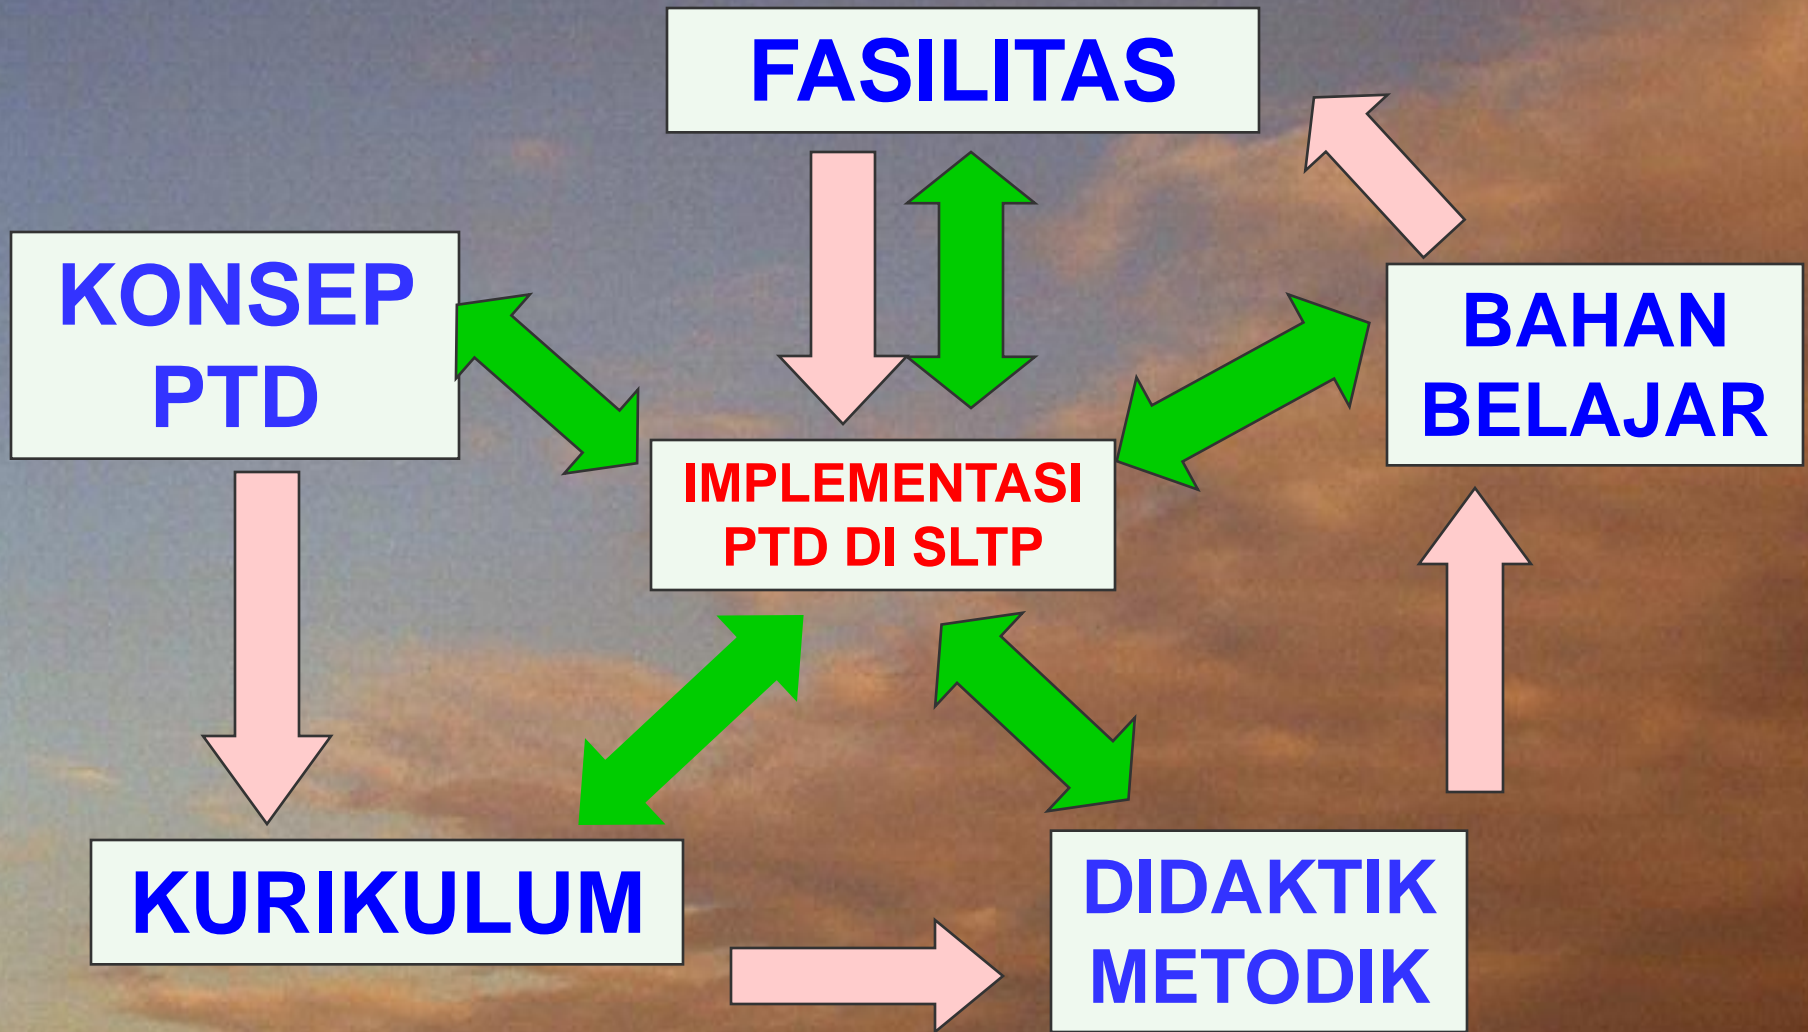 FASILITAS
KONSEP
PTD
BAHAN
BELAJAR
IMPLEMENTASI
PTD DI SLTP
KURIKULUM
DIDAKTIK
METODIK